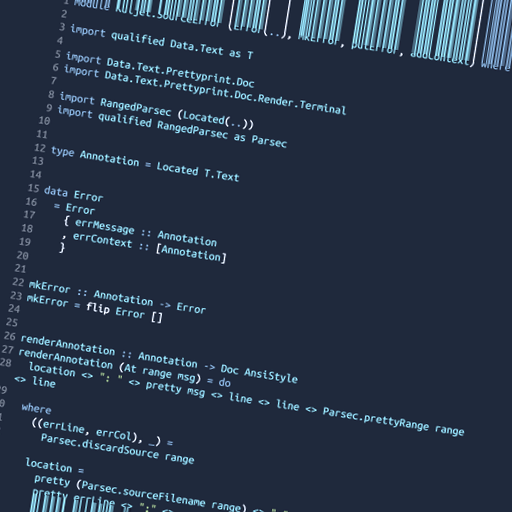 1 module Kuljet.SourceError (Error(..), mkError, putError, addContext) where
2
3 import qualified Data.Text as T
4
5 import Data.Text.Prettyprint.Doc
6 import Data.Text.Prettyprint.Doc.Render.Terminal
7
8 import RangedParsec (Located(..))
9 import qualified RangedParsec as Parsec
10
11
12 type Annotation = Located T.Text
13
14
15 data Error
16 = Error
17 { errMessage :: Annotation
18 , errContext :: [Annotation]
19 }
20
21
22 mkError :: Annotation -> Error
23 mkError = flip Error []
24
25
26 renderAnnotation :: Annotation -> Doc AnsiStyle
27 renderAnnotation (At range msg) = do
28 location <> ": " <> pretty msg <> line <> line <> Parsec.prettyRange range
<> line
29
0 where
1 ((errLine, errCol), _) =
Parsec.discardSource range
location =
pretty (Parsec.sourceFilename range) <> "
pretty errLine <> ":" <>